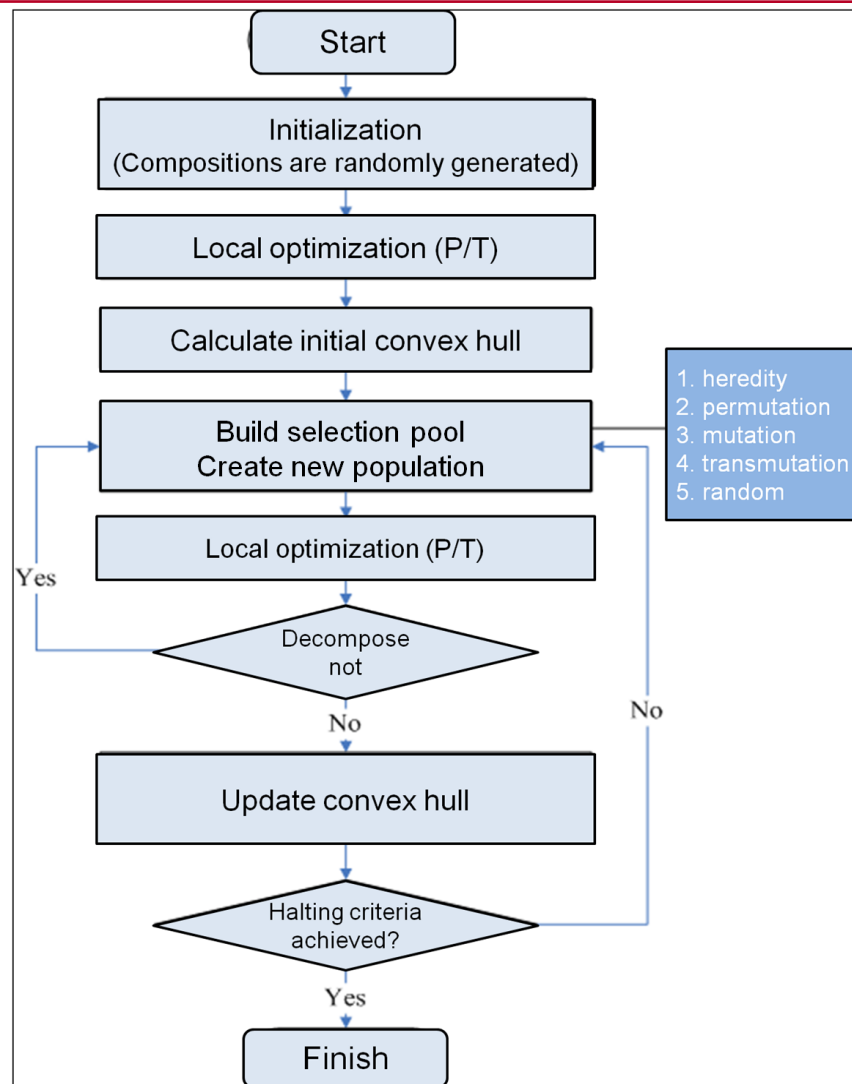 Start
Initialization
(Compositions are randomly generated)
Local optimization (P/T)
Calculate initial convex hull
Build selection pool
Create new population
1. heredity
2. permutation
3. mutation
4. transmutation
5. random
Local optimization (P/T)
Yes
Decompose
not
No
No
Update convex hull
Halting criteria
achieved?
Yes
Finish